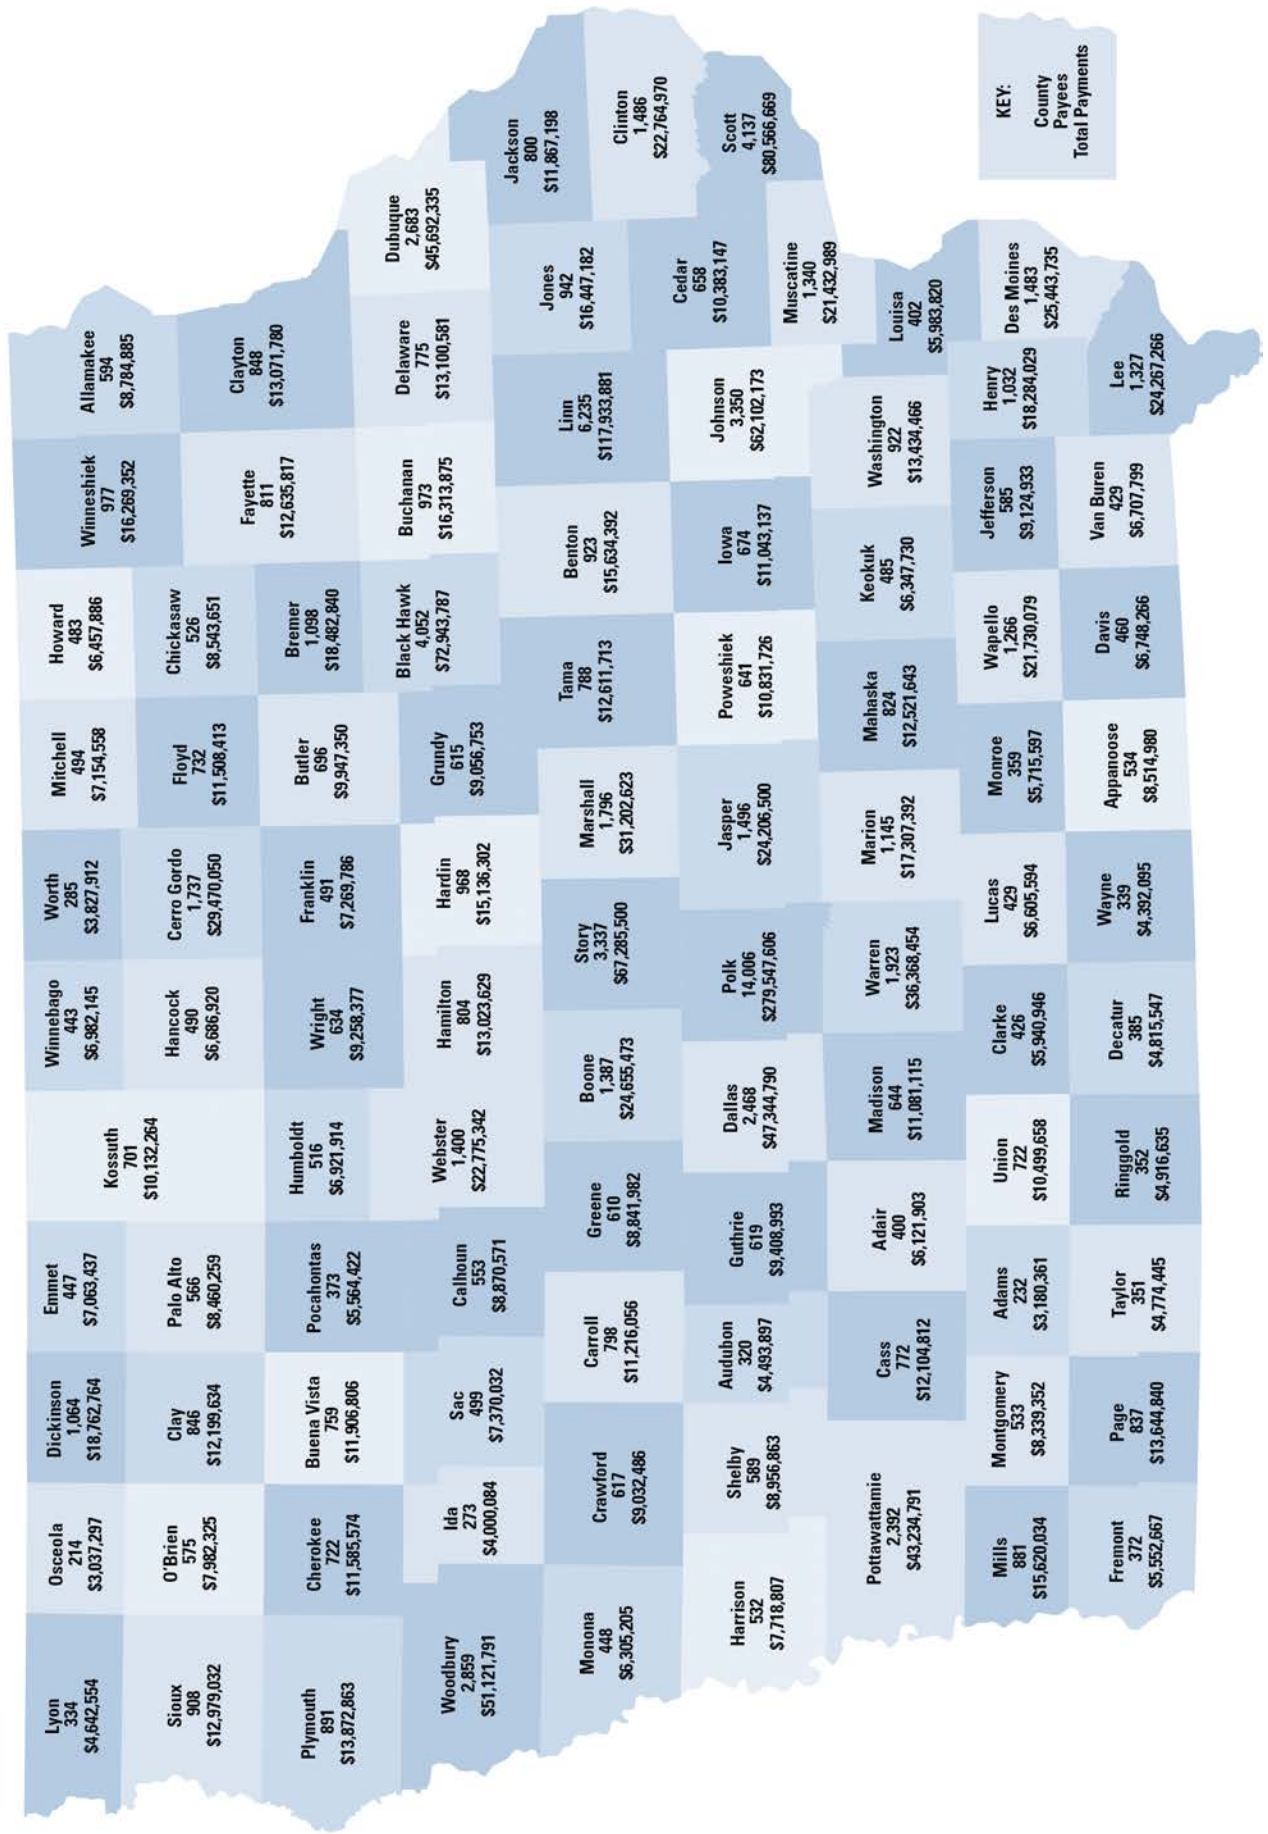 Lyon
334
$4,642,554
Osceola
214
$3,037,297
Dickinson
1,064
$18,762,764
Emmet
447
$7,063,437
Kossuth
701
$10,132,264
Winnebago
443
$6,982,145
Worth
285
$3,827,912
Mitchell
494
$7,154,558
Howard
483
$6,457,886
Winneshiek
977
$16,269,352
Allamakee
594
$8,784,885
Sioux
908
$12,979,032
O'Brien
575
$7,982,325
Clay
846
$12,199,634
Palo Alto
566
$8,460,259
Hancock
490
$6,686,920
Cerro Gordo
1,737
$29,470,050
Floyd
732
$11,508,413
Chickasaw
526
$8,543,651
Fayette
811
$12,635,817
Clayton
848
$13,071,780
Plymouth
891
$13,872,863
Cherokee
722
$11,585,574
Buena Vista
759
$11,906,806
Pocahontas
373
$5,564,422
Humboldt
516
$6,921,914
Wright
634
$9,258,377
Franklin
491
$7,269,786
Butler
696
$9,947,350
Bremer
1,098
$18,482,840
Woodbury
2,859
$51,121,791
Ida
273
$4,000,084
Sac
499
$7,370,032
Calhoun
553
$8,870,571
Webster
1,400
$22,775,342
Hamilton
804
$13,023,629
Hardin
968
$15,136,302
Grundy
615
$9,056,753
Black Hawk
4,052
$72,943,787
Buchanan
973
$16,313,875
Delaware
775
$13,100,581
Dubuque
2,683
$45,692,335
Monona
448
$6,305,205
Crawford
617
$9,032,486
Carroll
798
$11,216,056
Greene
610
$8,841,982
Boone
1,387
$24,655,473
Story
3,337
$67,285,500
Marshall
1,796
$31,202,623
Tama
788
$12,611,713
Benton
923
$15,634,392
Linn
6,235
$117,933,881
Jones
942
$16,447,182
Jackson
800
$11,867,198
Clinton
1,486
$22,764,970
Harrison
532
$7,718,807
Shelby
589
$8,956,863
Audubon
320
$4,493,897
Guthrie
619
$9,408,993
Dallas
2,468
$47,344,790
Polk
14,006
$279,547,606
Jasper
1,496
$24,206,500
Poweshiek
641
$10,831,726
Iowa
674
$11,043,137
Johnson
3,350
$62,102,173
Cedar
658
$10,383,147
Scott
4,137
$80,566,669
Muscatine
1,340
$21,432,989
Pottawattamie
2,392
$43,234,791
Cass
772
$12,104,812
Adair
400
$6,121,903
Madison
644
$11,081,115
Warren
1,923
$36,368,454
Marion
1,145
$17,307,392
Mahaska
824
$12,521,643
Keokuk
485
$6,347,730
Washington
922
$13,434,466
Louisa
402
$5,983,820
Mills
881
$15,620,034
Montgomery
533
$8,339,352
Adams
232
$3,180,361
Union
722
$10,499,658
Clarke
426
$5,940,946
Lucas
429
$6,605,594
Monroe
359
$5,715,597
Wapello
1,266
$21,730,079
Jefferson
585
$9,124,933
Henry
1,032
$18,284,029
Des Moines
1,483
$25,443,735
Fremont
372
$5,552,667
Page
837
$13,644,840
Taylor
351
$4,774,445
Ringgold
352
$4,916,635
Decatur
385
$4,815,547
Wayne
339
$4,392,095
Appanoose
534
$8,514,980
Davis
460
$6,748,266
Van Buren
429
$6,707,799
Lee
1,327
$24,267,266
KEY:
County
Payees
Total Payments